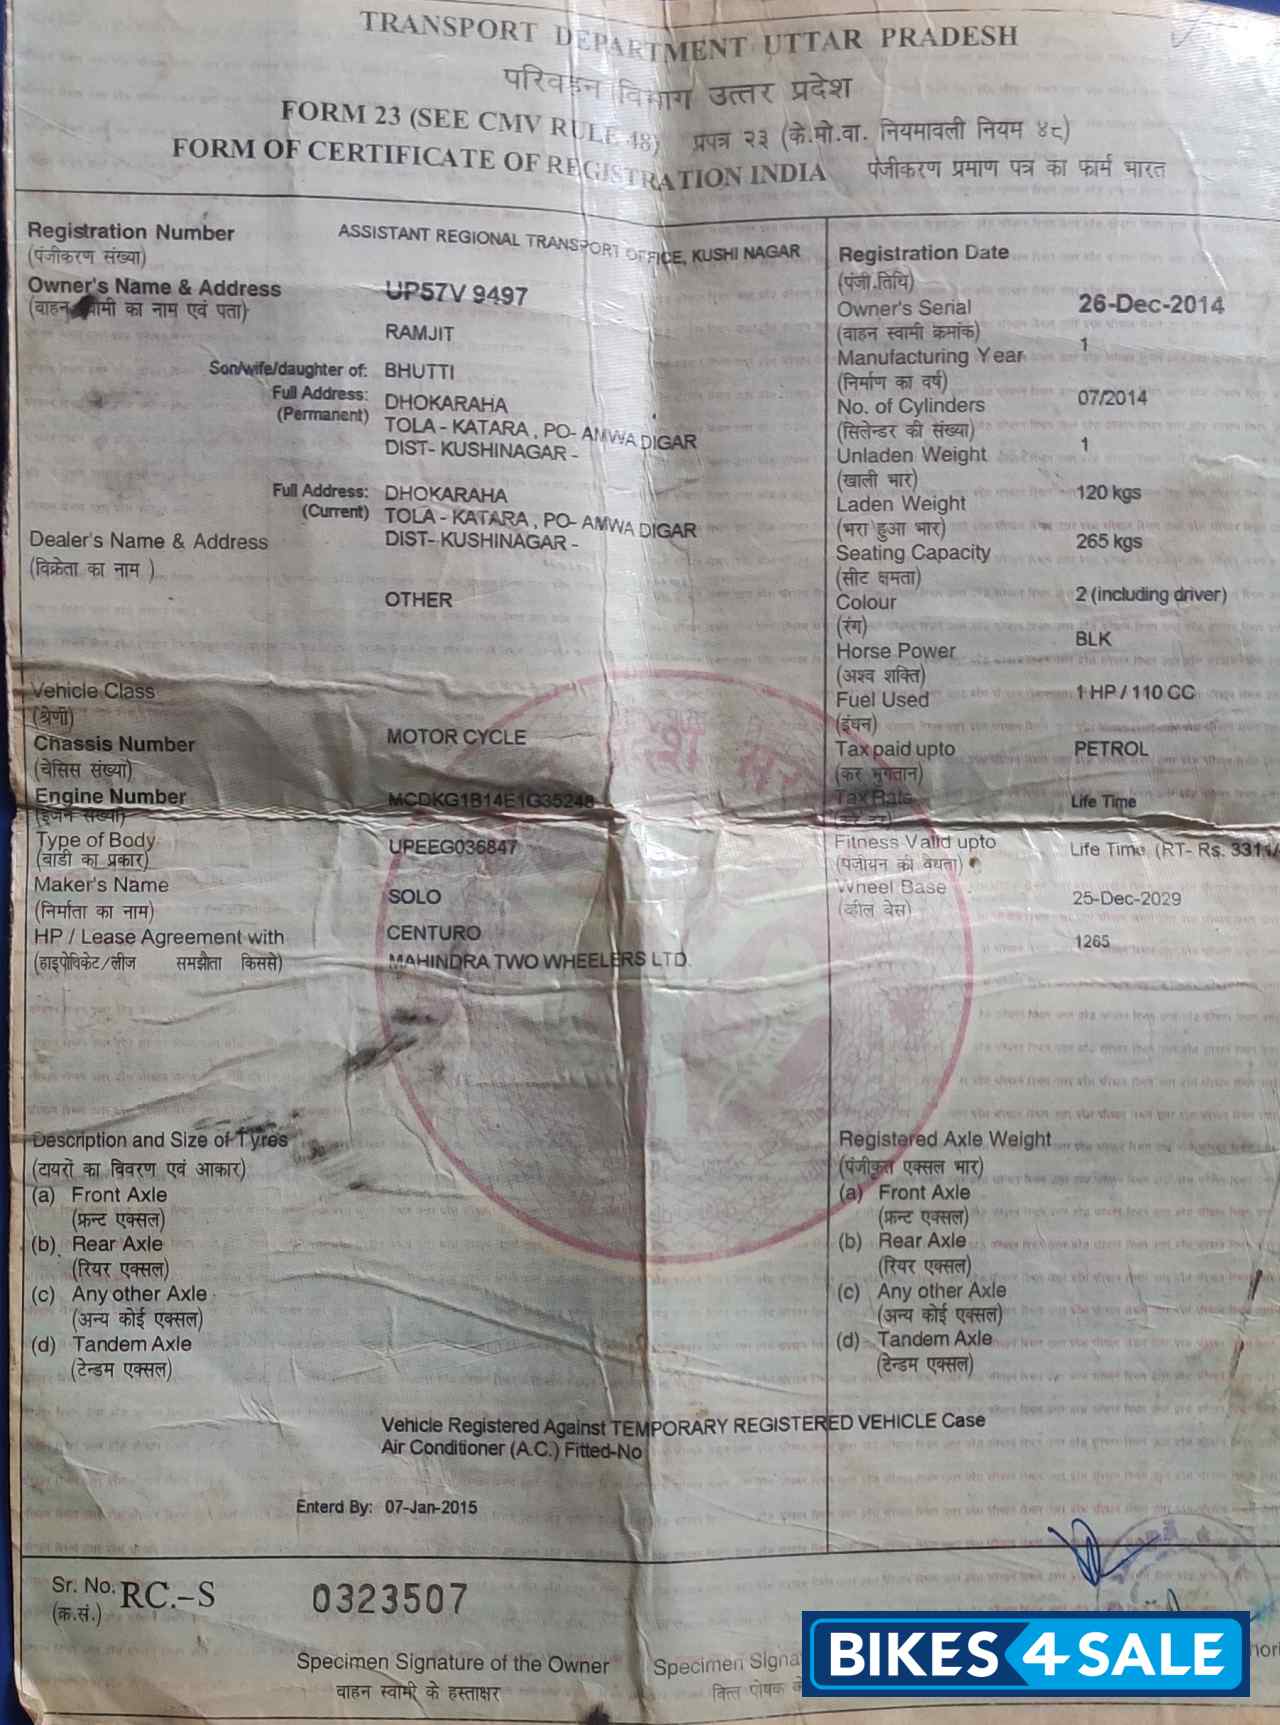 TRANSPORT DEPARTMENT UTTAR PRADESH
परिवहन विभाग उत्तर प्रदेश
FORM 23 (SEE CMV RULE 48) प्रपत्र २३ (के.मो.वा. नियमावली नियम ४८)
FORM OF CERTIFICATE OF REGISTRATION INDIA पंजीकरण प्रमाण पत्र का फार्म भारत
Registration Number ASSISTANT REGIONAL TRANSPORT OFFICE, KUSHI NAGAR
(पंजीकरण संख्या)
Owner's Name & Address UP57V 9497
(वाहन स्वामी का नाम एवं पता)
RAMJIT
Son/wife/daughter of: BHUTTI
Full Address: DHOKARAHA
(Permanent) TOLA - KATARA , PO- AMWA DIGAR
DIST- KUSHINAGAR -
Full Address: DHOKARAHA
(Current) TOLA - KATARA , PO- AMWA DIGAR
DIST- KUSHINAGAR -
Dealer's Name & Address
(विक्रेता का नाम )
OTHER
Vehicle Class
(श्रेणी)
MOTOR CYCLE
Chassis Number
(चेसिस संख्या)
MCDKG1B14E1G35248
Engine Number
(इंजन संख्या)
UPEEG036847
Type of Body
(बाडी का प्रकार)
SOLO
Maker's Name
(निर्माता का नाम)
CENTURO
HP / Lease Agreement with
(हाइपोथिकेट/लीज समझौता किससे)
MAHINDRA TWO WHEELERS LTD.
Registration Date
(पंजी.तिथि)
26-Dec-2014
Owner's Serial
(वाहन स्वामी क्रमांक)
1
Manufacturing Year
(निर्माण का वर्ष)
07/2014
No. of Cylinders
(सिलेन्डर की संख्या)
1
Unladen Weight
(खाली भार)
120 kgs
Laden Weight
(भरा हुआ भार)
265 kgs
Seating Capacity
(सीट क्षमता)
2 (including driver)
Colour
(रंग)
BLK
Horse Power
(अश्व शक्ति)
1 HP / 110 CC
Fuel Used
(इंधन)
PETROL
Tax paid upto
(कर भुगतान)
Life Time
Tax Rate
(कर दर)
Life Time, (RT- Rs. 3311/
Fitness Valid upto
(पंजीयन की वैधता)
25-Dec-2029
Wheel Base
(व्हील वेस)
1265
Description and Size of Tyres
(टायरों का विवरण एवं आकार)
(a) Front Axle
(फ्रन्ट एक्सल)
(b) Rear Axle
(रियर एक्सल)
(c) Any other Axle
(अन्य कोई एक्सल)
(d) Tandem Axle
(टेन्डम एक्सल)
Registered Axle Weight
(पंजीकृत एक्सल भार)
(a) Front Axle
(फ्रन्ट एक्सल)
(b) Rear Axle
(रियर एक्सल)
(c) Any other Axle
(अन्य कोई एक्सल)
(d) Tandem Axle
(टेन्डम एक्सल)
Vehicle Registered Against TEMPORARY REGISTERED VEHICLE Case
Air Conditioner (A.C.) Fitted-No
Enterd By: 07-Jan-2015
Sr. No. RC.-S 0323507
(क्र.सं.)
Specimen Signature of the Owner Specimen Signa
वाहन स्वामी के हस्ताक्षर वित्त पोषक
BIKES4SALE